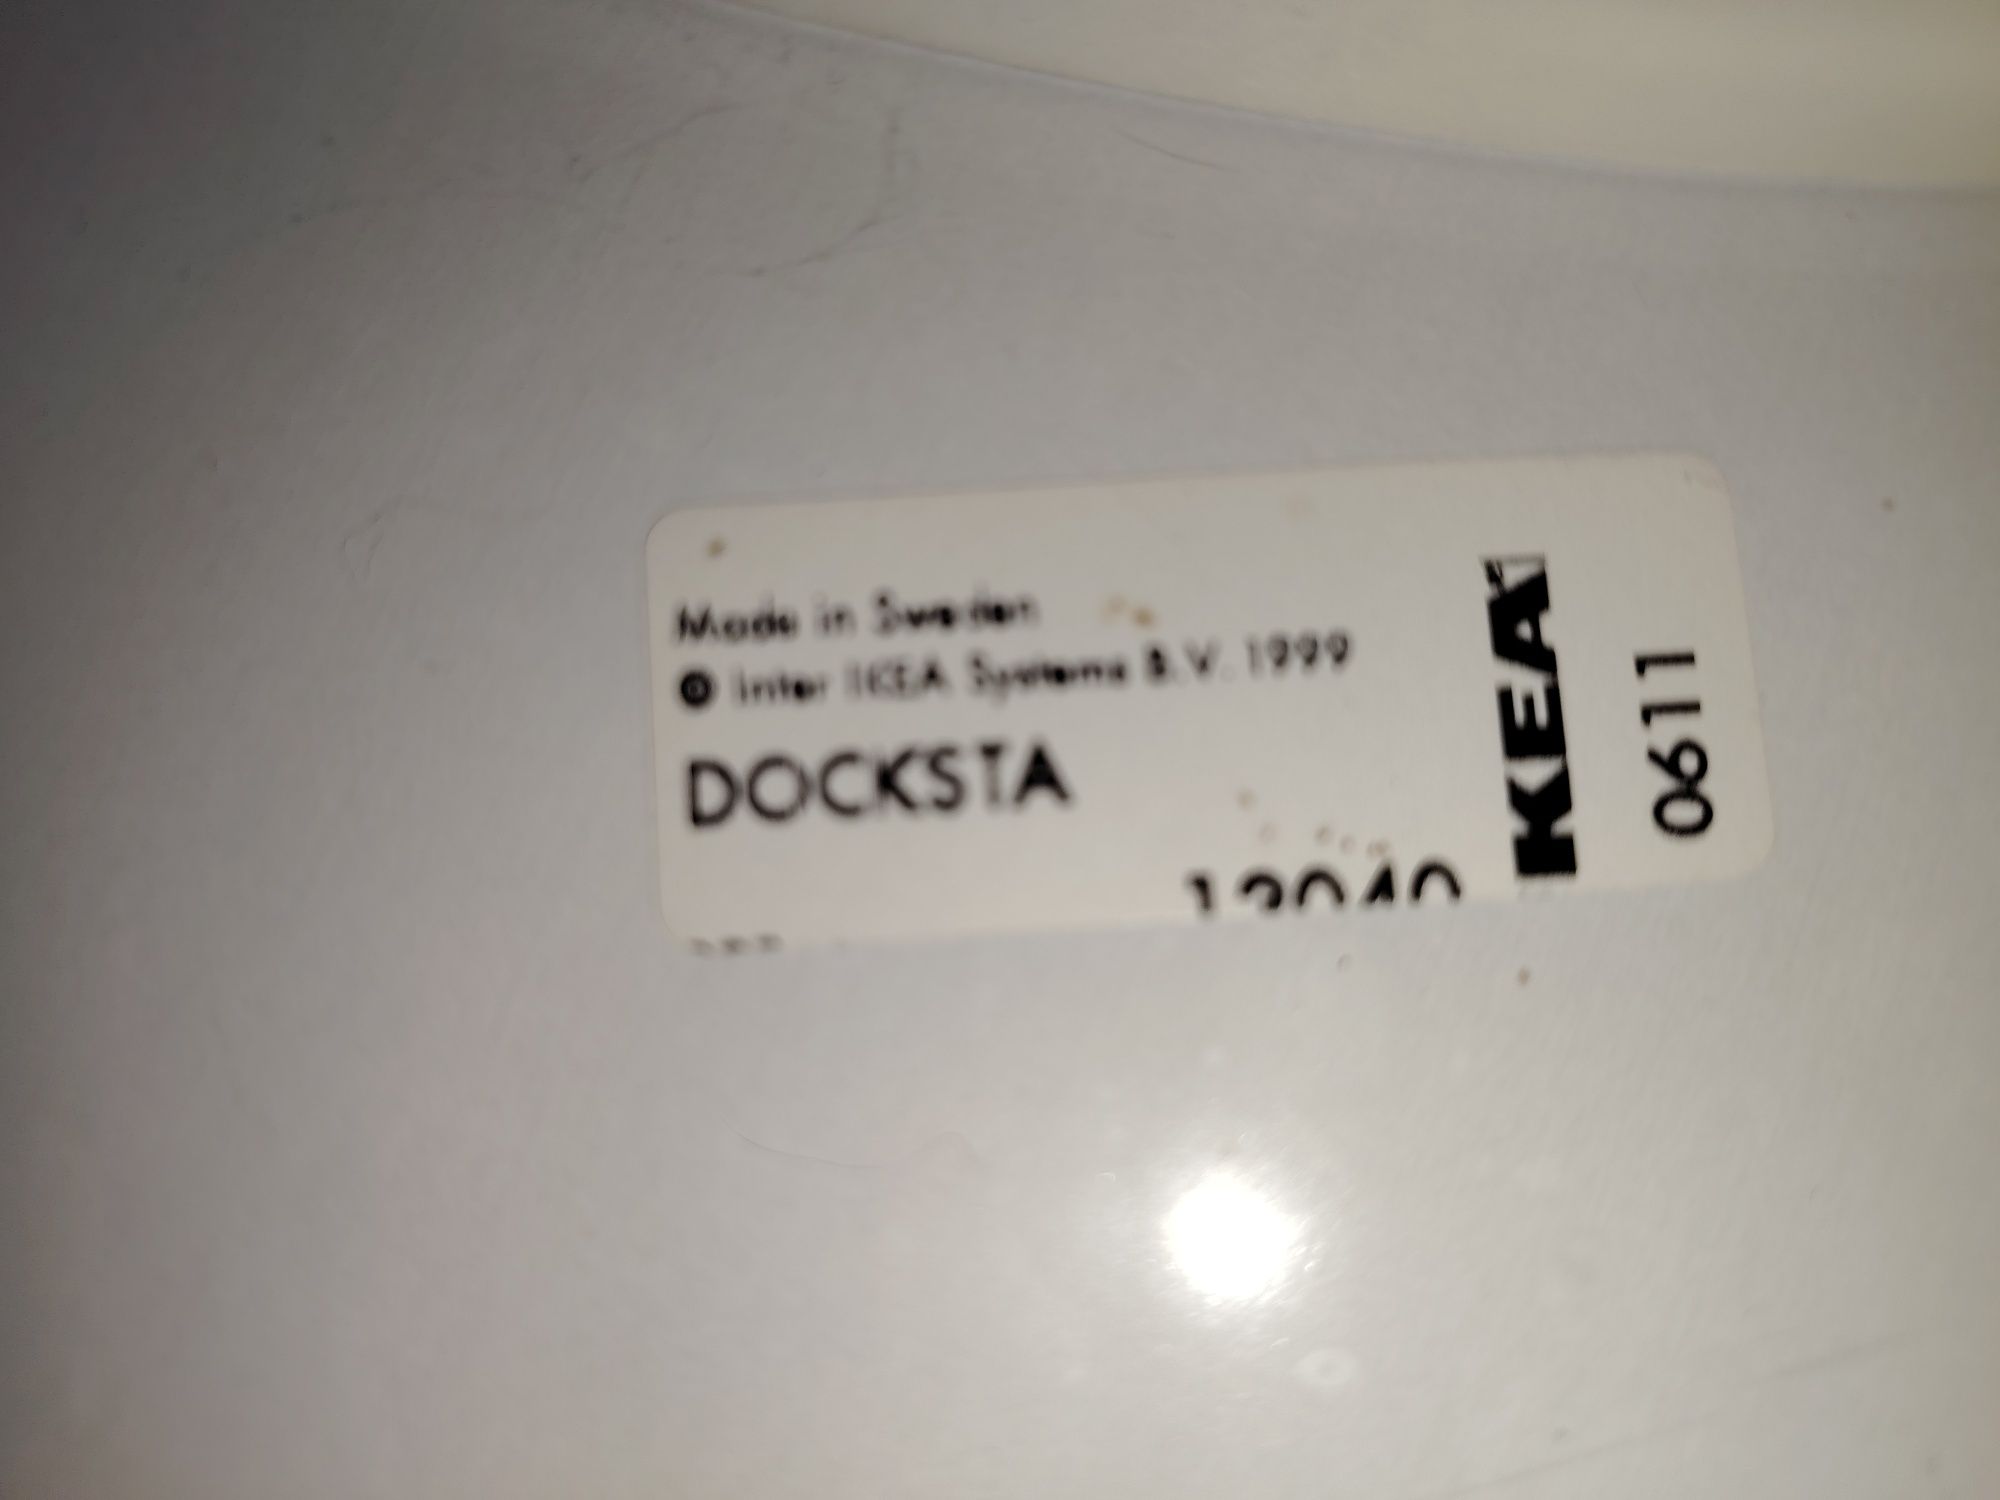 Made in Sweden
© Inter IKEA Systems B.V. 1999
DOCKSTA
IKEA
0611